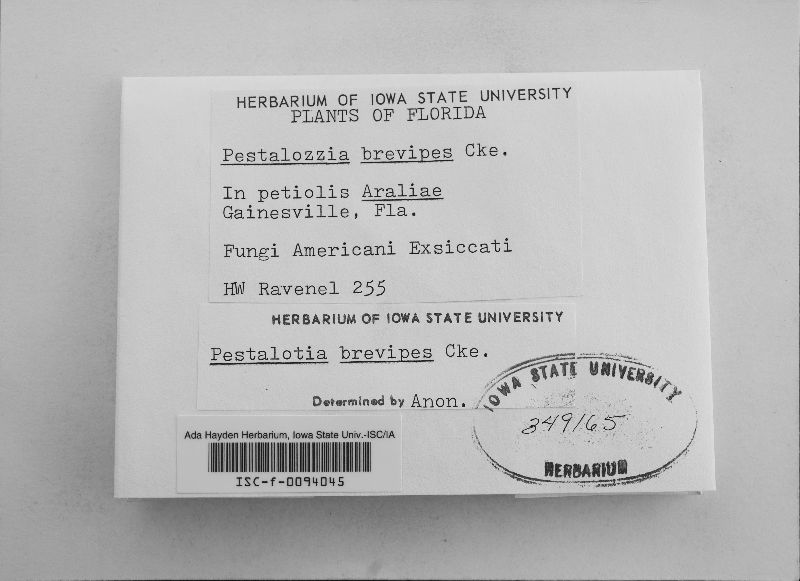 HERBARIUM OF IOWA STATE UNIVERSITY
PLANTS OF FLORIDA
Pestalozzia brevipes Cke.
In petiolis Araliae
Gainesville, Fla.
Fungi Americani Exsiccati
HW Ravenel 255
HERBARIUM OF IOWA STATE UNIVERSITY
Pestalotia brevipes Cke.
Determined by Anon.
Ada Hayden Herbarium, Iowa State Univ.-ISC/IA
ISC-f-0094045
IOWA STATE UNIVERSITY
349165
HERBARIUM